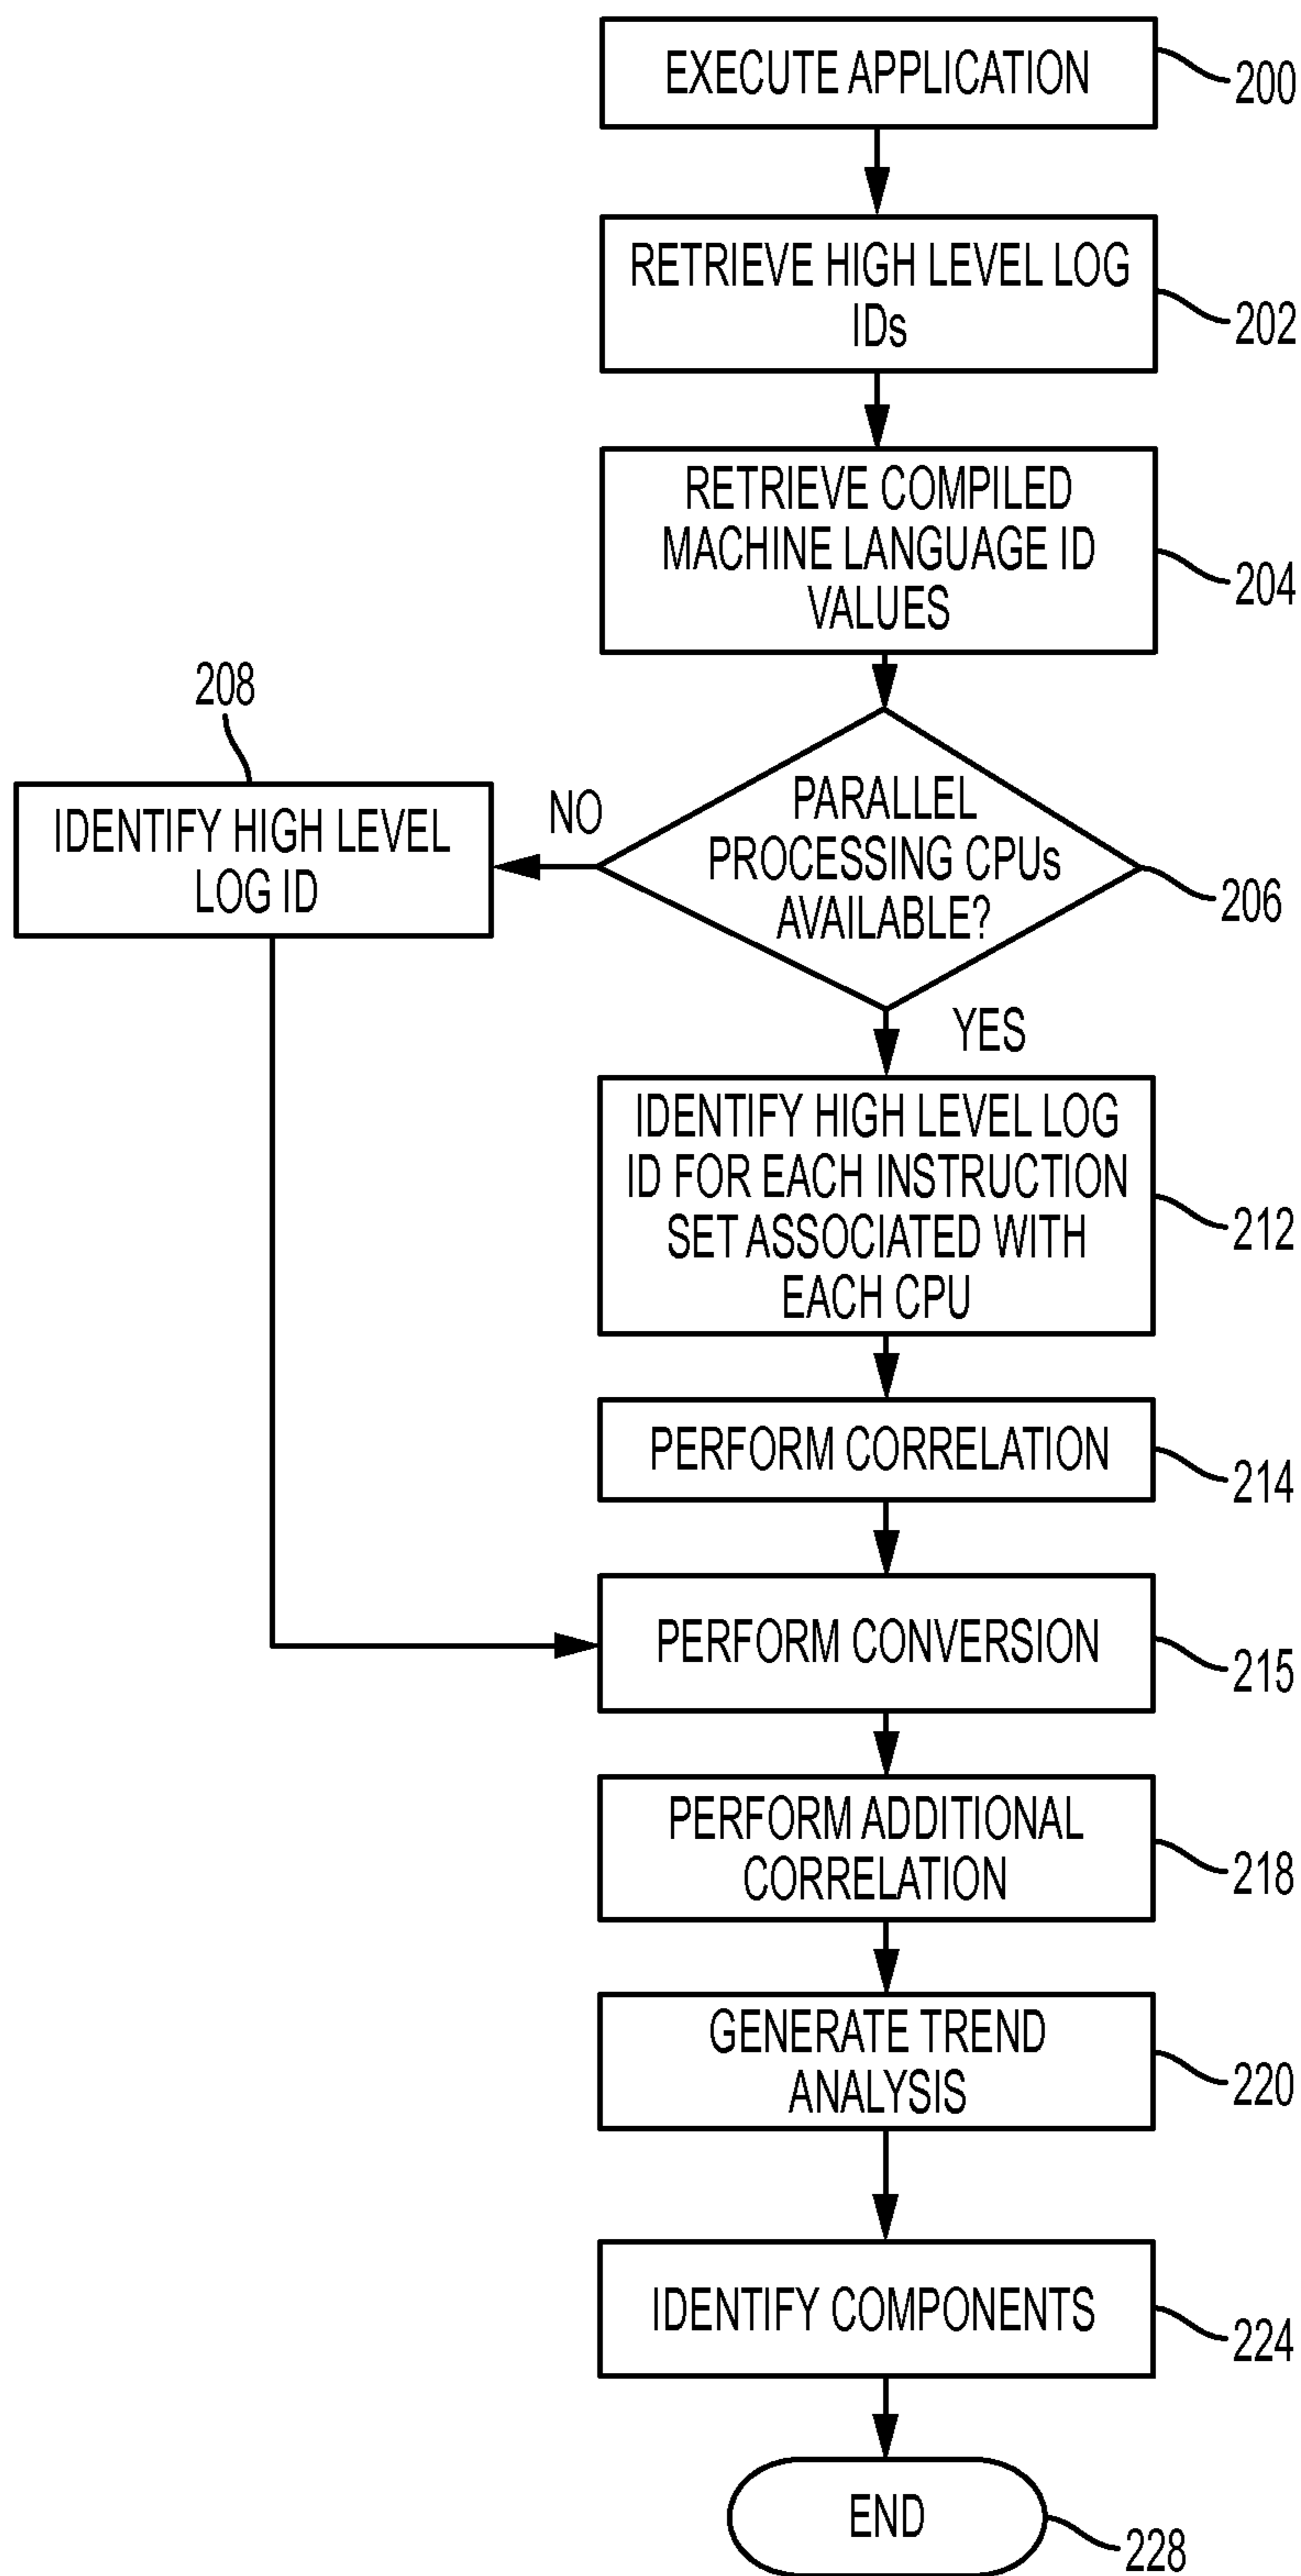 EXECUTE APPLICATION
200
RETRIEVE HIGH LEVEL LOG
IDs
202
RETRIEVE COMPILED
MACHINE LANGUAGE ID
VALUES
204
208
IDENTIFY HIGH LEVEL
LOG ID
NO
PARALLEL
PROCESSING CPUs
AVAILABLE?
206
YES
IDENTIFY HIGH LEVEL LOG
ID FOR EACH INSTRUCTION
SET ASSOCIATED WITH
EACH CPU
212
PERFORM CORRELATION
214
PERFORM CONVERSION
215
PERFORM ADDITIONAL
CORRELATION
218
GENERATE TREND
ANALYSIS
220
IDENTIFY COMPONENTS
224
END
228